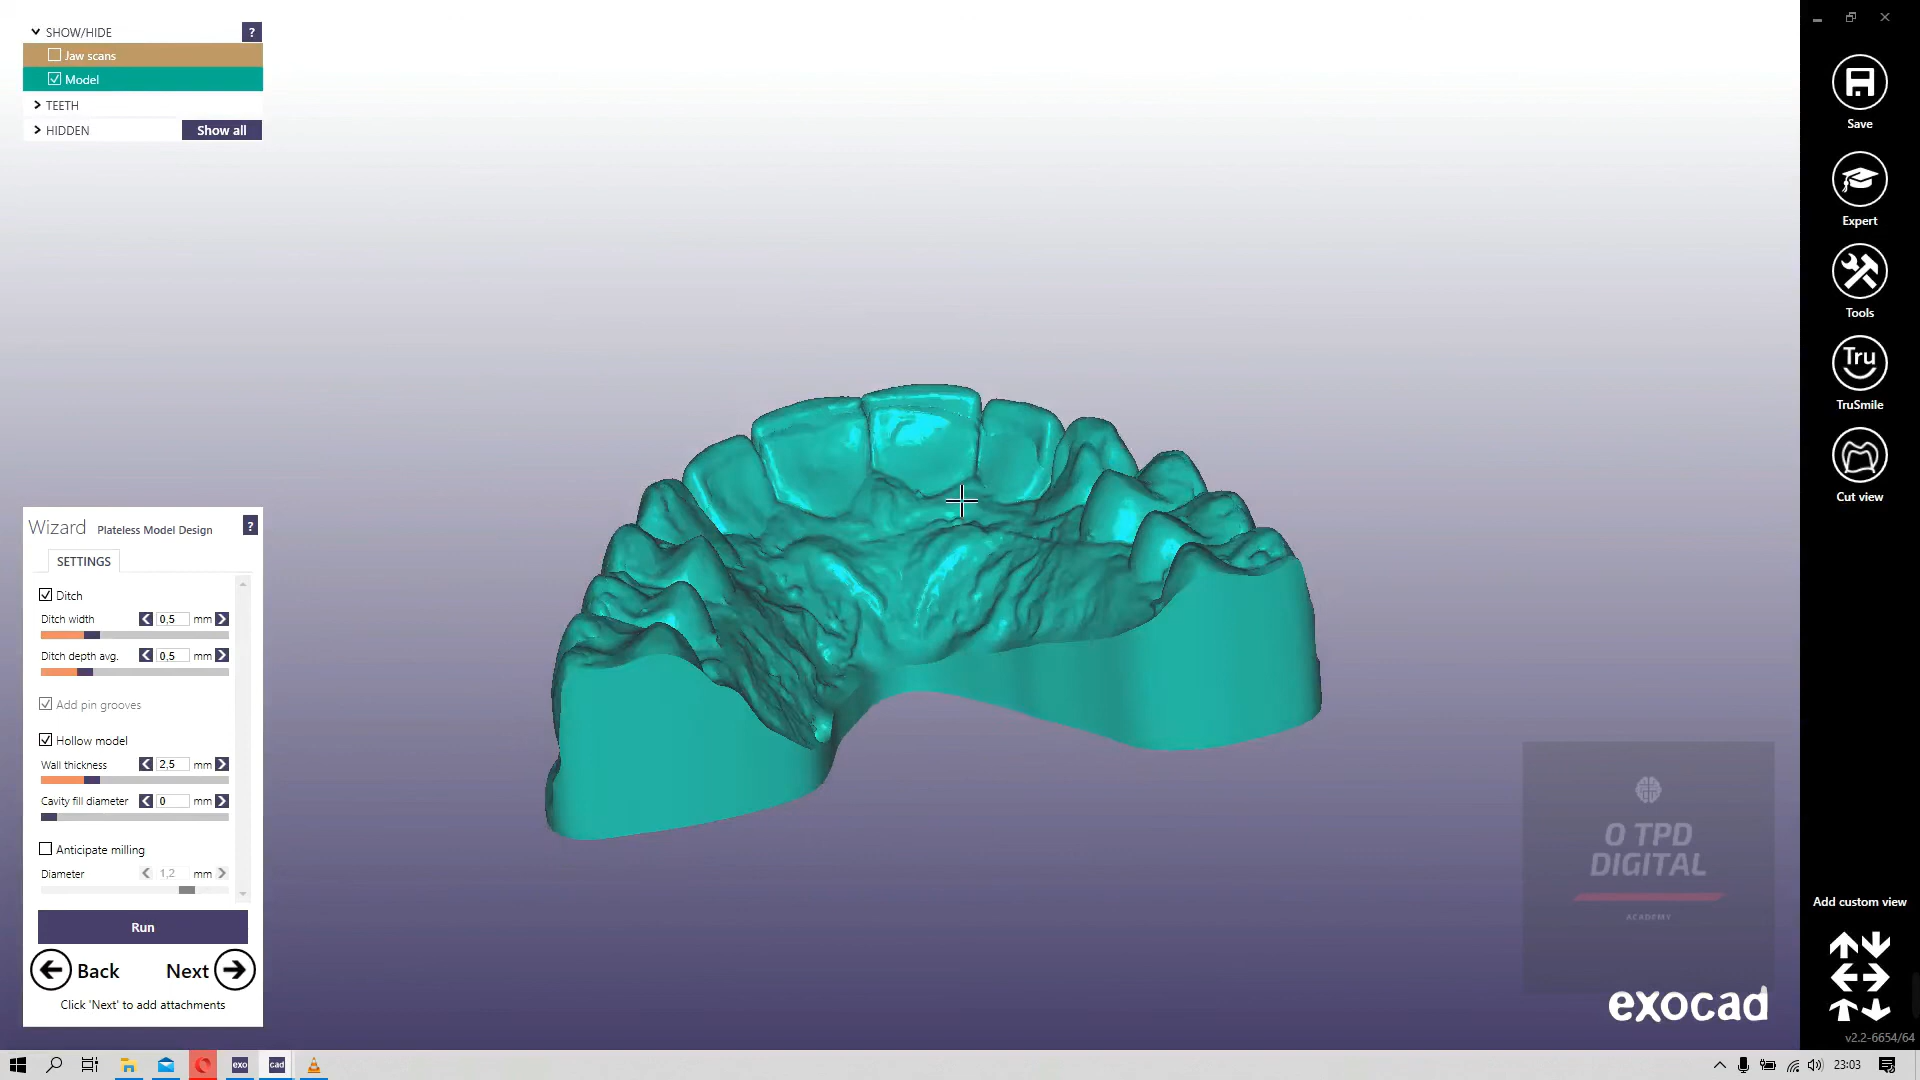 SHOW/HIDE
?
Jaw scans
Model
TEETH
HIDDEN
Show all
Save
Expert
Tools
Tru
TruSmile
Cut view
Wizard Plateless Model Design
?
SETTINGS
Ditch
Ditch width 0,5 mm
Ditch depth avg. 0,5 mm
Add pin grooves
Hollow model
Wall thickness 2,5 mm
Cavity fill diameter 0 mm
Anticipate milling
Diameter 1,2 mm
Run
Back Next
Click 'Next' to add attachments
O TPD
DIGITAL
ACADEMY
exocad
Add custom view
v2.2-6654/64
exo
cad
23:03